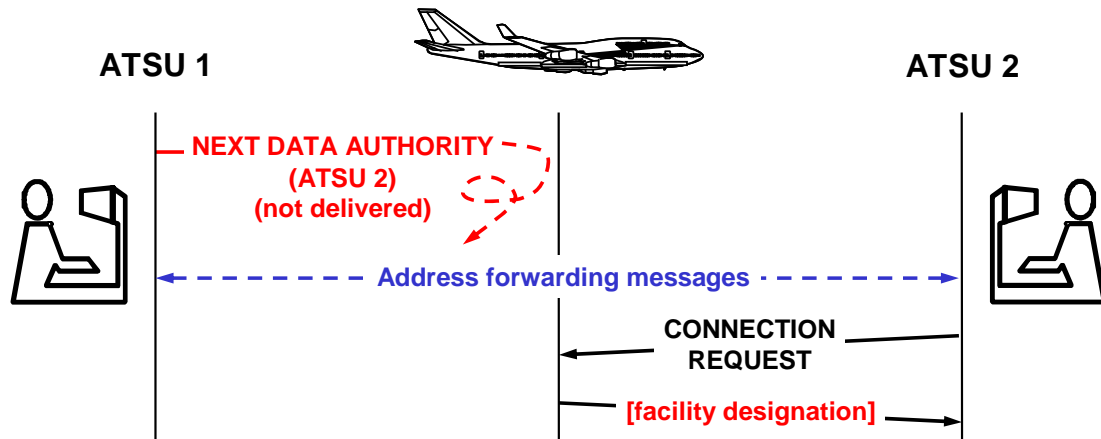 ATSU 1
ATSU 2
NEXT DATA AUTHORITY
(ATSU 2)
(not delivered)
Address forwarding messages
CONNECTION
REQUEST
[facility designation]